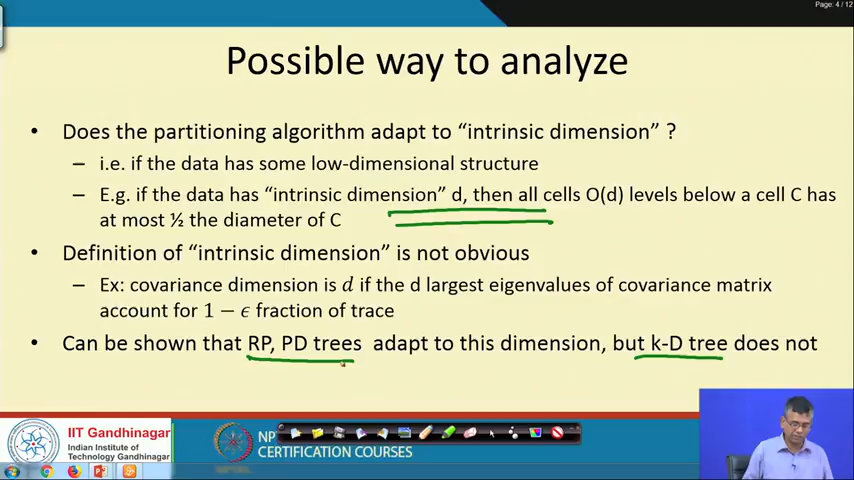 Page: 4 / 12
Possible way to analyze
• Does the partitioning algorithm adapt to “intrinsic dimension” ?
– i.e. if the data has some low-dimensional structure
– E.g. if the data has “intrinsic dimension” d, then all cells O(d) levels below a cell C has
at most ½ the diameter of C
• Definition of “intrinsic dimension” is not obvious
– Ex: covariance dimension is d if the d largest eigenvalues of covariance matrix
account for 1 − ϵ fraction of trace
• Can be shown that RP, PD trees adapt to this dimension, but k-D tree does not
IIT Gandhinagar
Indian Institute of
Technology Gandhinagar
CERTIFICATION COURSES